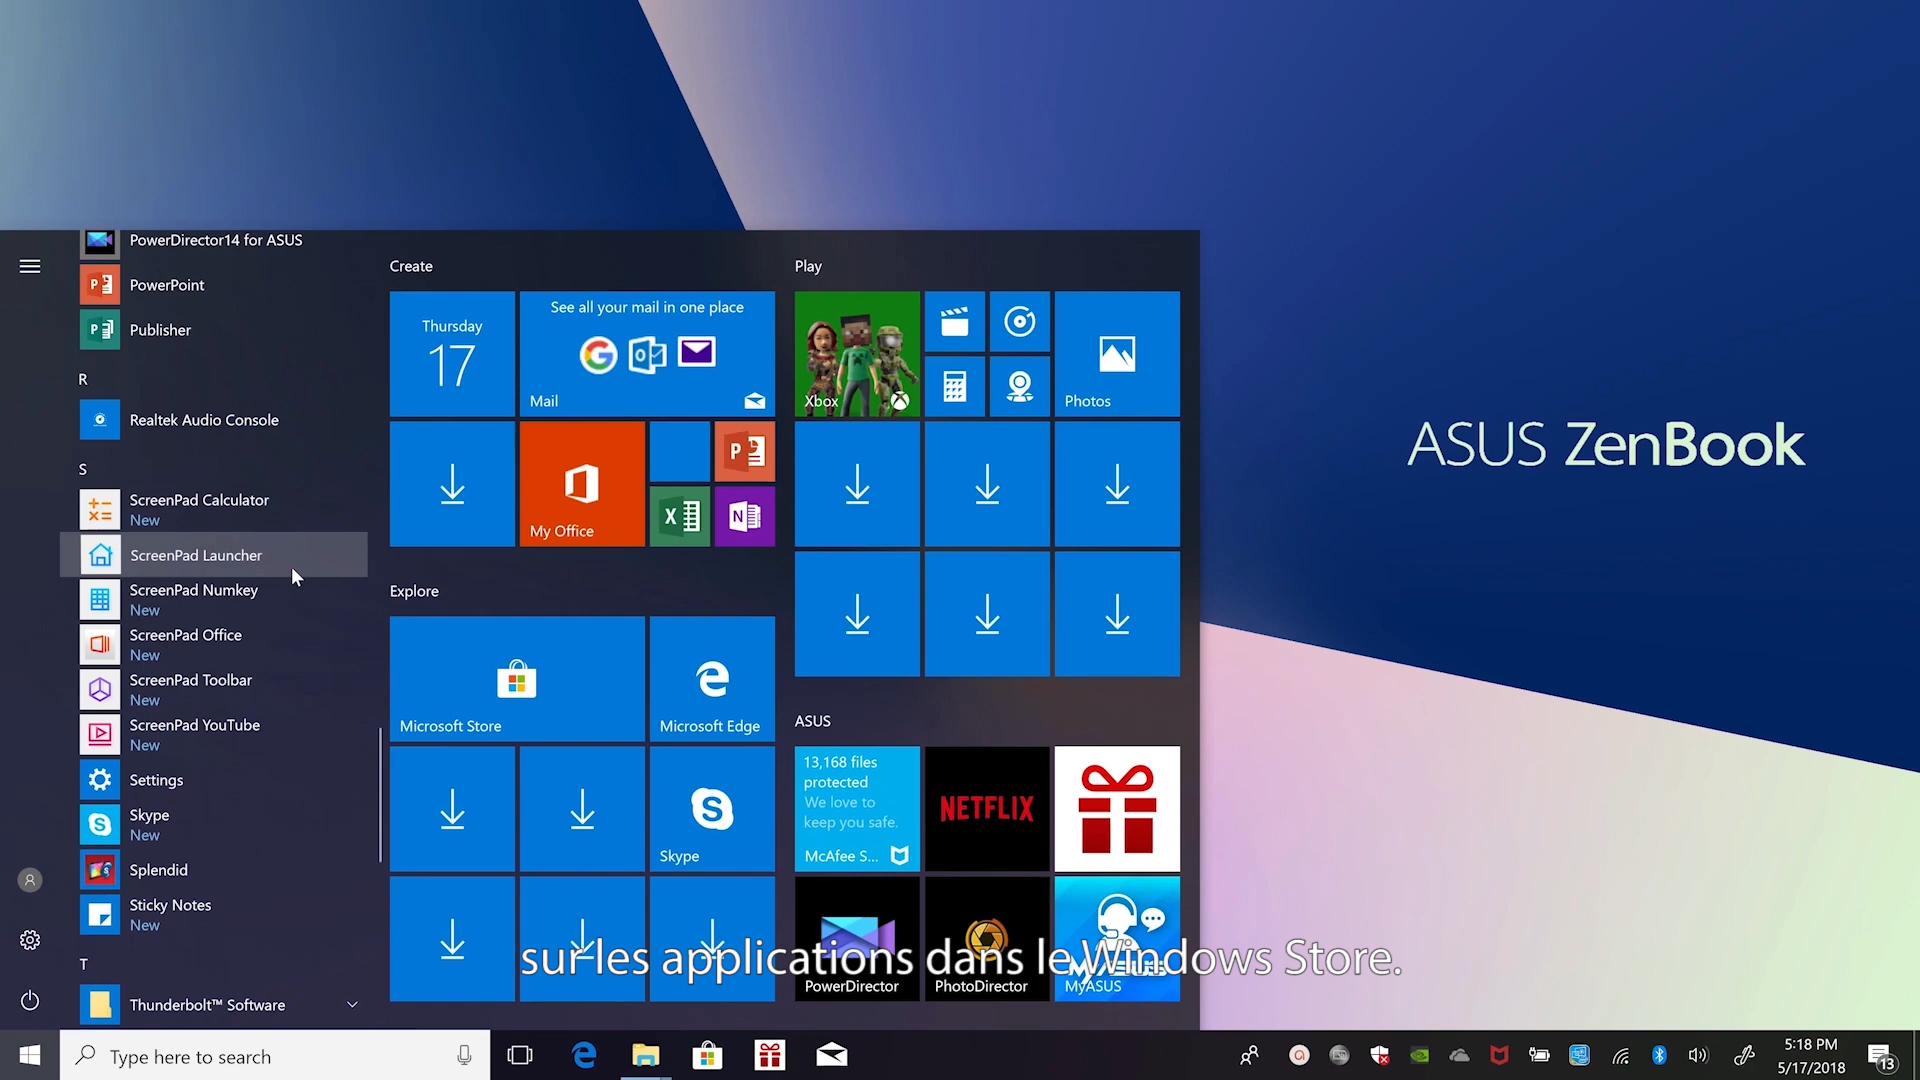 ASUS ZenBook
PowerDirector14 for ASUS
PowerPoint
Publisher
R
Realtek Audio Console
S
ScreenPad Calculator
New
ScreenPad Launcher
ScreenPad Numkey
New
ScreenPad Office
New
ScreenPad Toolbar
New
ScreenPad YouTube
New
Settings
Skype
New
Splendid
Sticky Notes
New
T
Thunderbolt™ Software
Create
Thursday
17
See all your mail in one place
Mail
My Office
Explore
Microsoft Store
Microsoft Edge
Skype
Play
Xbox
Photos
ASUS
13,168 files
protected
We love to
keep you safe.
McAfee S...
NETFLIX
PowerDirector
PhotoDirector
MyASUS
MyASUS
sur les applications dans le Windows Store.
Type here to search
5:18 PM
5/17/2018
13